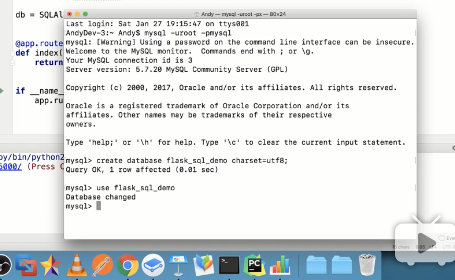 Andy — mysql -uroot -px — 80×24
Last login: Sat Jan 27 19:15:47 on ttys001
AndyDev-3:~ Andy$ mysql -uroot -pmysql
mysql: [Warning] Using a password on the command line interface can be insecure.
Welcome to the MySQL monitor.  Commands end with ; or \g.
Your MySQL connection id is 3
Server version: 5.7.20 MySQL Community Server (GPL)
Copyright (c) 2000, 2017, Oracle and/or its affiliates. All rights reserved.
Oracle is a registered trademark of Oracle Corporation and/or its
affiliates. Other names may be trademarks of their respective
owners.
Type 'help;' or '\h' for help. Type '\c' to clear the current input statement.
mysql> create database flask_sql_demo charset=utf8;
Query OK, 1 row affected (0.01 sec)
mysql> use flask_sql_demo
Database changed
mysql>
db = SQLAl
@app.route
def index(
return
if __name_
app.ru
py/bin/python2
5000/ (Press C